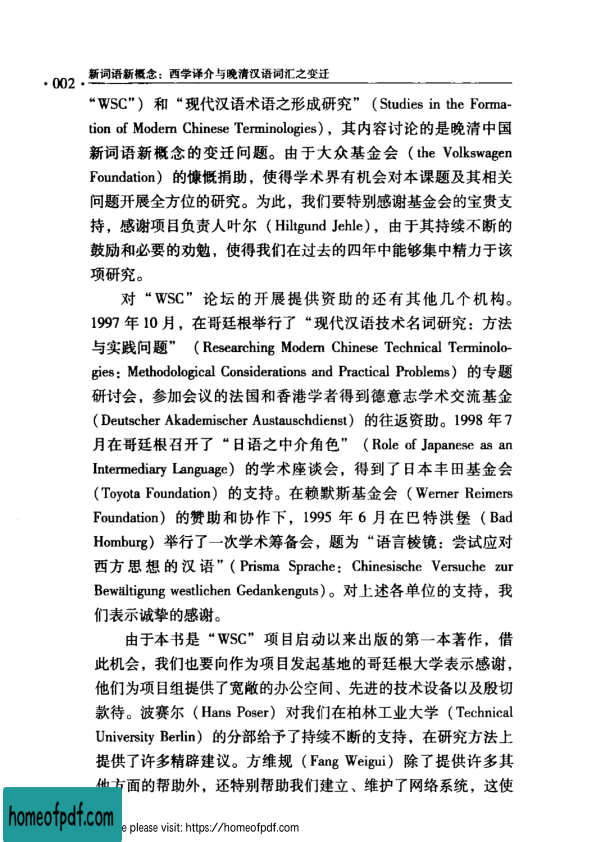 新词语新概念：西学译介与晚清汉语词汇之变迁
·002·
“WSC”）和“现代汉语术语之形成研究”（Studies in the Forma-
tion of Modern Chinese Terminologies），其内容讨论的是晚清中国
新词语新概念的变迁问题。由于大众基金会（the Volkswagen
Foundation）的慷慨捐助，使得学术界有机会对本课题及其相关
问题开展全方位的研究。为此，我们要特别感谢基金会的宝贵支
持，感谢项目负责人叶尔（Hiltgund Jehle），由于其持续不断的
鼓励和必要的劝勉，使得我们在过去的四年中能够集中精力于该
项研究。
对“WSC”论坛的开展提供资助的还有其他几个机构。
1997 年 10 月，在哥廷根举行了“现代汉语技术名词研究：方法
与实践问题”（Researching Modern Chinese Technical Terminolo-
gies：Methodological Considerations and Practical Problems）的专题
研讨会，参加会议的法国和香港学者得到德意志学术交流基金
（Deutscher Akademischer Austauschdienst）的往返资助。1998 年 7
月在哥廷根召开了“日语之中介角色”（Role of Japanese as an
Intermediary Language）的学术座谈会，得到了日本丰田基金会
（Toyota Foundation）的支持。在赖默斯基金会（Werner Reimers
Foundation）的赞助和协作下，1995 年 6 月在巴特洪堡（Bad
Homburg）举行了一次学术筹备会，题为“语言棱镜：尝试应对
西方思想的汉语”（Prisma Sprache：Chinesische Versuche zur
Bewältigung westlichen Gedankenguts）。对上述各单位的支持，我
们表示诚挚的感谢。
由于本书是“WSC”项目启动以来出版的第一本著作，借
此机会，我们也要向作为项目发起基地的哥廷根大学表示感谢，
他们为项目组提供了宽敞的办公空间、先进的技术设备以及殷切
款待。波赛尔（Hans Poser）对我们在柏林工业大学（Technical
University Berlin）的分部给予了持续不断的支持，在研究方法上
提供了许多精辟建议。方维规（Fang Weigui）除了提供许多其
他方面的帮助外，还特别帮助我们建立、维护了网络系统，这使
homeofpdf.com
e please visit: https://homeofpdf.com